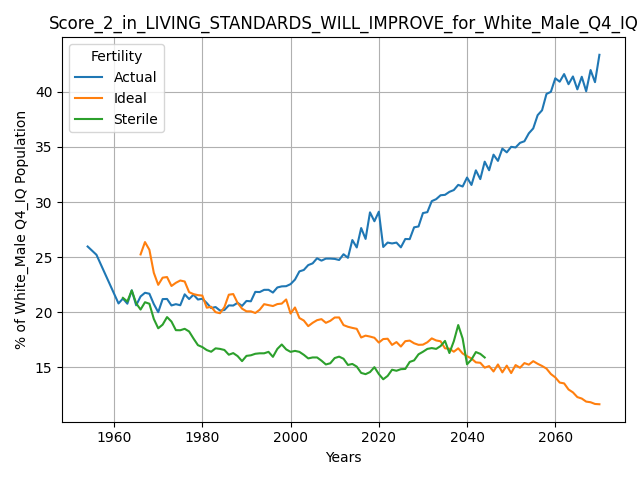 Score_2_in_LIVING_STANDARDS_WILL_IMPROVE_for_White_Male_Q4_IQ
Fertility
Actual
Ideal
Sterile
% of White_Male Q4_IQ Population
40
35
30
25
20
15
1960 1980 2000 2020 2040 2060
Years